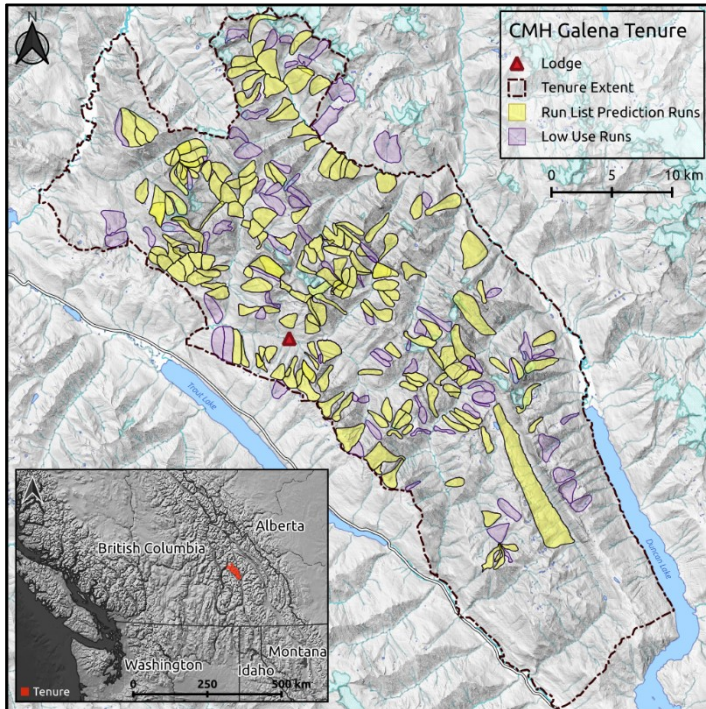 N
CMH Galena Tenure
Lodge
Tenure Extent
Run List Prediction Runs
Low Use Runs
0 5 10 km
Trout Lake
Duncan Lake
Alberta
British Columbia
Washington
Idaho
Montana
0 250 500 km
Tenure